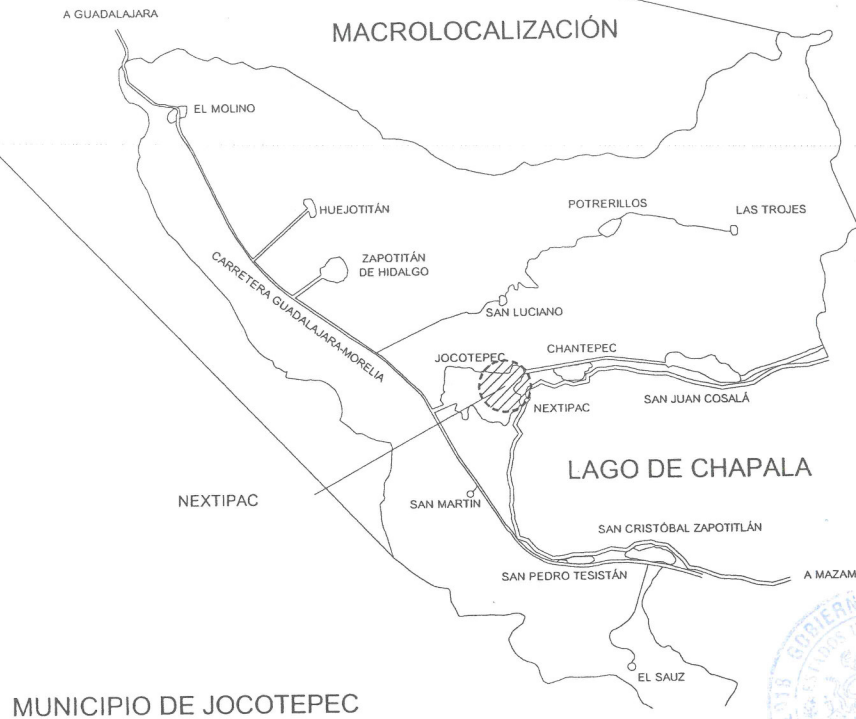 A GUADALAJARA
MACROLOCALIZACIÓN
EL MOLINO
HUEJOTITÁN
POTRERILLOS
LAS TROJES
ZAPOTITÁN
DE HIDALGO
CARRETERA GUADALAJARA-MORELIA
SAN LUCIANO
JOCOTEPEC
CHANTEPEC
SAN JUAN COSALÁ
NEXTIPAC
LAGO DE CHAPALA
NEXTIPAC
SAN MARTIN
SAN CRISTÓBAL ZAPOTITLÁN
SAN PEDRO TESISTÁN
A MAZAM
EL SAUZ
MUNICIPIO DE JOCOTEPEC